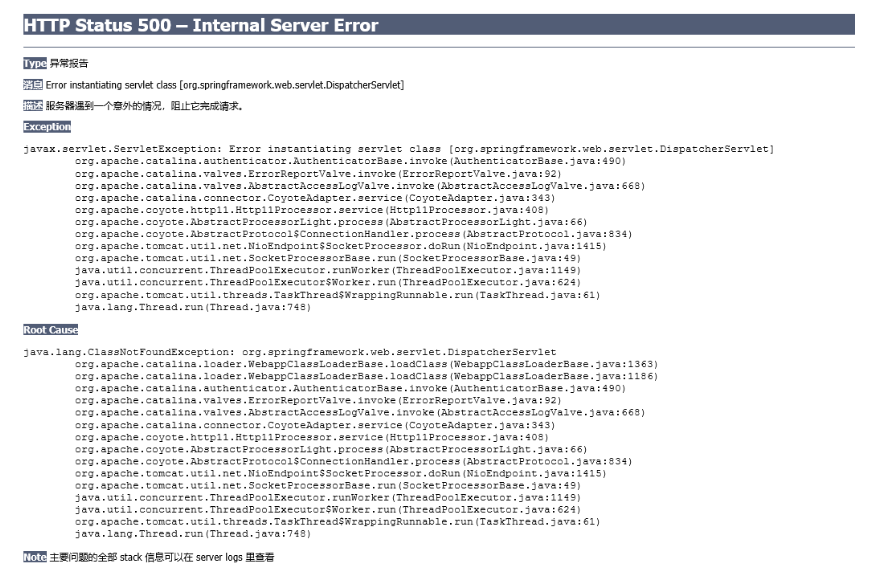 HTTP Status 500 – Internal Server Error
Type 异常报告
消息 Error instantiating servlet class [org.springframework.web.servlet.DispatcherServlet]
描述 服务器遇到一个意外的情况，阻止它完成请求。
Exception
javax.servlet.ServletException: Error instantiating servlet class [org.springframework.web.servlet.DispatcherServlet]
org.apache.catalina.authenticator.AuthenticatorBase.invoke(AuthenticatorBase.java:490)
org.apache.catalina.valves.ErrorReportValve.invoke(ErrorReportValve.java:92)
org.apache.catalina.valves.AbstractAccessLogValve.invoke(AbstractAccessLogValve.java:668)
org.apache.catalina.connector.CoyoteAdapter.service(CoyoteAdapter.java:343)
org.apache.coyote.http11.Http11Processor.service(Http11Processor.java:408)
org.apache.coyote.AbstractProcessorLight.process(AbstractProcessorLight.java:66)
org.apache.coyote.AbstractProtocol$ConnectionHandler.process(AbstractProtocol.java:834)
org.apache.tomcat.util.net.NioEndpoint$SocketProcessor.doRun(NioEndpoint.java:1415)
org.apache.tomcat.util.net.SocketProcessorBase.run(SocketProcessorBase.java:49)
java.util.concurrent.ThreadPoolExecutor.runWorker(ThreadPoolExecutor.java:1149)
java.util.concurrent.ThreadPoolExecutor$Worker.run(ThreadPoolExecutor.java:624)
org.apache.tomcat.util.threads.TaskThread$WrappingRunnable.run(TaskThread.java:61)
java.lang.Thread.run(Thread.java:748)
Root Cause
java.lang.ClassNotFoundException: org.springframework.web.servlet.DispatcherServlet
org.apache.catalina.loader.WebappClassLoaderBase.loadClass(WebappClassLoaderBase.java:1363)
org.apache.catalina.loader.WebappClassLoaderBase.loadClass(WebappClassLoaderBase.java:1186)
org.apache.catalina.authenticator.AuthenticatorBase.invoke(AuthenticatorBase.java:490)
org.apache.catalina.valves.ErrorReportValve.invoke(ErrorReportValve.java:92)
org.apache.catalina.valves.AbstractAccessLogValve.invoke(AbstractAccessLogValve.java:668)
org.apache.catalina.connector.CoyoteAdapter.service(CoyoteAdapter.java:343)
org.apache.coyote.http11.Http11Processor.service(Http11Processor.java:408)
org.apache.coyote.AbstractProcessorLight.process(AbstractProcessorLight.java:66)
org.apache.coyote.AbstractProtocol$ConnectionHandler.process(AbstractProtocol.java:834)
org.apache.tomcat.util.net.NioEndpoint$SocketProcessor.doRun(NioEndpoint.java:1415)
org.apache.tomcat.util.net.SocketProcessorBase.run(SocketProcessorBase.java:49)
java.util.concurrent.ThreadPoolExecutor.runWorker(ThreadPoolExecutor.java:1149)
java.util.concurrent.ThreadPoolExecutor$Worker.run(ThreadPoolExecutor.java:624)
org.apache.tomcat.util.threads.TaskThread$WrappingRunnable.run(TaskThread.java:61)
java.lang.Thread.run(Thread.java:748)
Note 主要问题的全部 stack 信息可以在 server logs 里查看